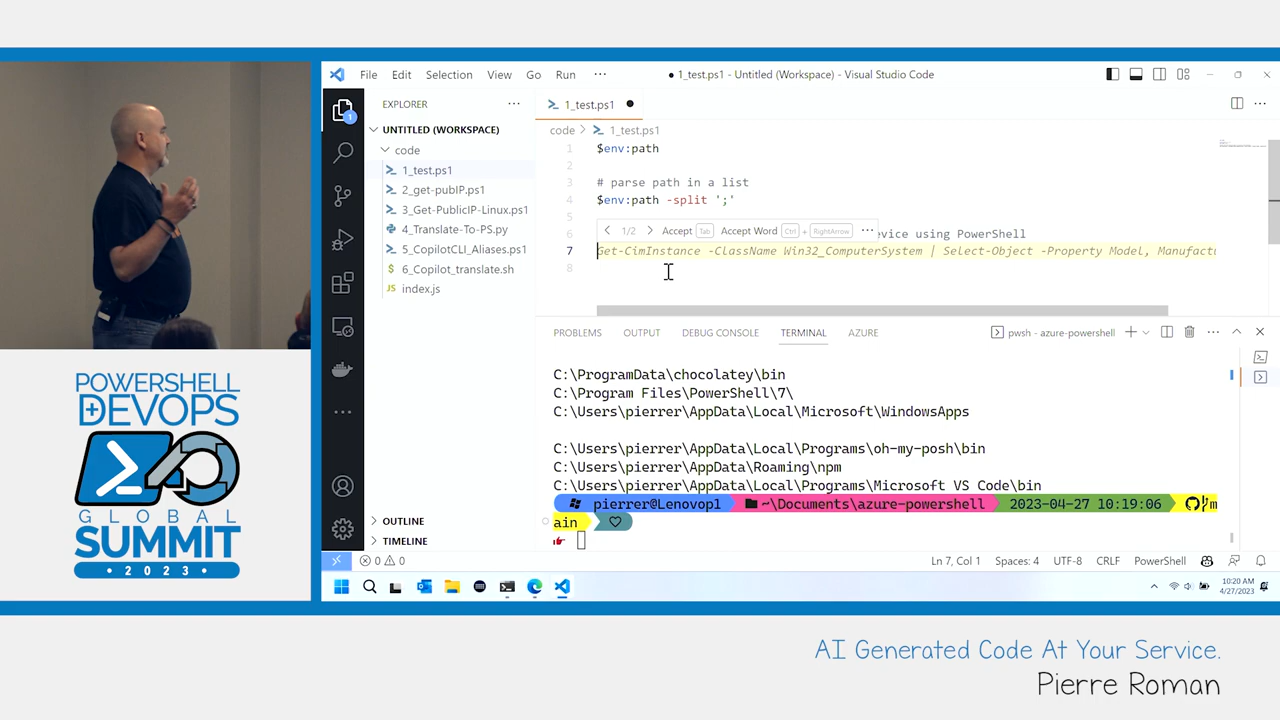 File Edit Selection View Go Run ···
● 1_test.ps1 - Untitled (Workspace) - Visual Studio Code
EXPLORER ···
UNTITLED (WORKSPACE)
code
1_test.ps1
2_get-pubIP.ps1
3_Get-PublicIP-Linux.ps1
4_Translate-To-PS.py
5_CopilotCLI_Aliases.ps1
6_Copilot_translate.sh
index.js
OUTLINE
TIMELINE
1
1_test.ps1 ●
code > 1_test.ps1
1 $env:path
2
3 # parse path in a list
4 $env:path -split ';'
5
< 1/2 > Accept Tab Accept Word Ctrl + RightArrow ···
6 evice using PowerShell
7 Get-CimInstance -ClassName Win32_ComputerSystem | Select-Object -Property Model, Manufactu
8
PROBLEMS OUTPUT DEBUG CONSOLE TERMINAL AZURE
pwsh - azure-powershell
C:\ProgramData\chocolatey\bin
C:\Program Files\PowerShell\7\
C:\Users\pierrer\AppData\Local\Microsoft\WindowsApps
C:\Users\pierrer\AppData\Local\Programs\oh-my-posh\bin
C:\Users\pierrer\AppData\Roaming\npm
C:\Users\pierrer\AppData\Local\Programs\Microsoft VS Code\bin
pierrer@Lenovop1 ~\Documents\azure-powershell 2023-04-27 10:19:06 m
ain
0 0 Ln 7, Col 1 Spaces: 4 UTF-8 CRLF PowerShell
10:20 AM
4/27/2023
POWERSHELL
+DEVOPS
GLOBAL
SUMMIT
• 2023 •
AI Generated Code At Your Service.
Pierre Roman